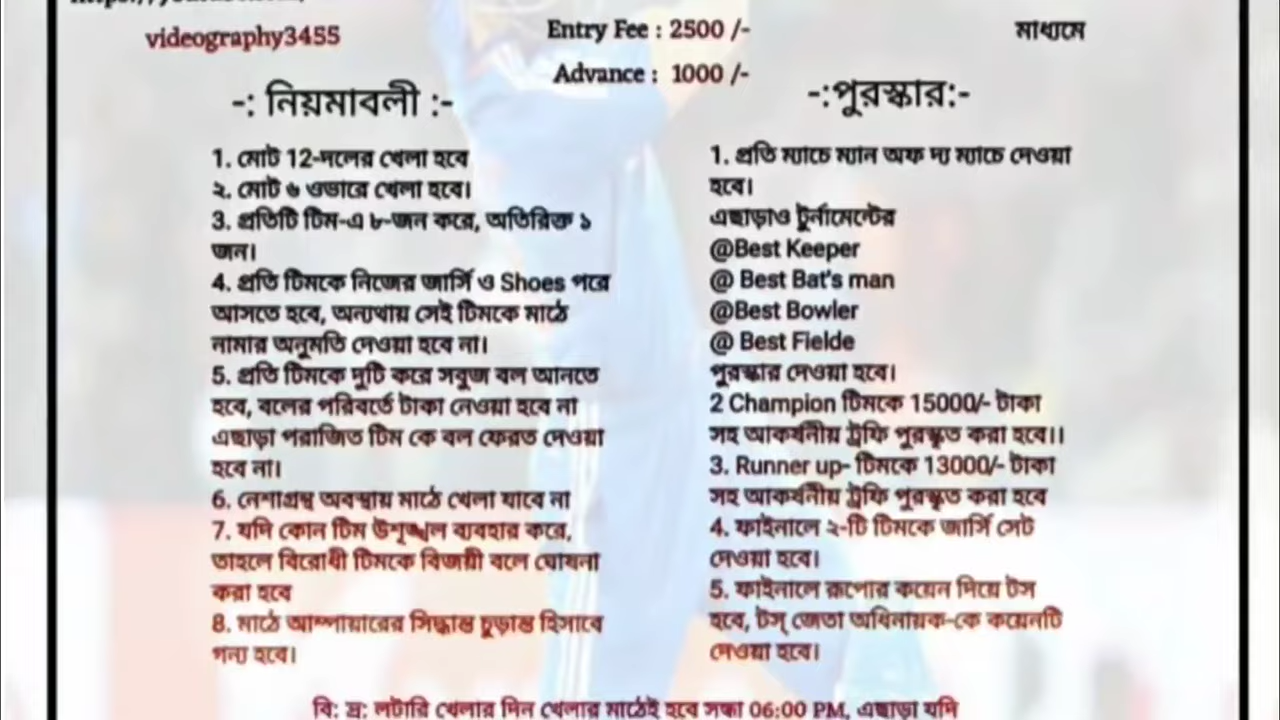 videography3455
Entry Fee : 2500 /-
মাধ্যমে
Advance : 1000 /-
-: নিয়মাবলী :-
1. মোট 12-দলের খেলা হবে
২. মোট ৬ ওভারে খেলা হবে।
3. প্রতিটি টিম-এ ৮-জন করে, অতিরিক্ত ১
জন।
4. প্রতি টিমকে নিজের জার্সি ও Shoes পরে
আসতে হবে, অন্যথায় সেই টিমকে মাঠে
নামার অনুমতি দেওয়া হবে না।
5. প্রতি টিমকে দুটি করে সবুজ বল আনতে
হবে, বলের পরিবর্তে টাকা নেওয়া হবে না
এছাড়া পরাজিত টিম কে বল ফেরত দেওয়া
হবে না।
6. নেশাগ্রস্থ অবস্থায় মাঠে খেলা যাবে না
7. যদি কোন টিম উশৃঙ্খল ব্যবহার করে,
তাহলে বিরোধী টিমকে বিজয়ী বলে ঘোষনা
করা হবে
8. মাঠে আম্পায়ারের সিদ্ধান্ত চুড়ান্ত হিসাবে
গন্য হবে।
-:পুরস্কার:-
1. প্রতি ম্যাচে ম্যান অফ দ্য ম্যাচে দেওয়া
হবে।
এছাড়াও টুর্নামেন্টের
@Best Keeper
@ Best Bat's man
@Best Bowler
@ Best Fielde
পুরস্কার দেওয়া হবে।
2 Champion টিমকে 15000/- টাকা
সহ আকর্ষনীয় ট্রফি পুরস্কৃত করা হবে।।
3. Runner up- টিমকে 13000/- টাকা
সহ আকর্ষনীয় ট্রফি পুরস্কৃত করা হবে
4. ফাইনালে ২-টি টিমকে জার্সি সেট
দেওয়া হবে।
5. ফাইনালে রূপোর কয়েন দিয়ে টস
হবে, টস্ জেতা অধিনায়ক-কে কয়েনটি
দেওয়া হবে।
বি: দ্র: লটারি খেলার দিন খেলার মাঠেই হবে সন্ধা 06:00 PM, এছাড়া যদি